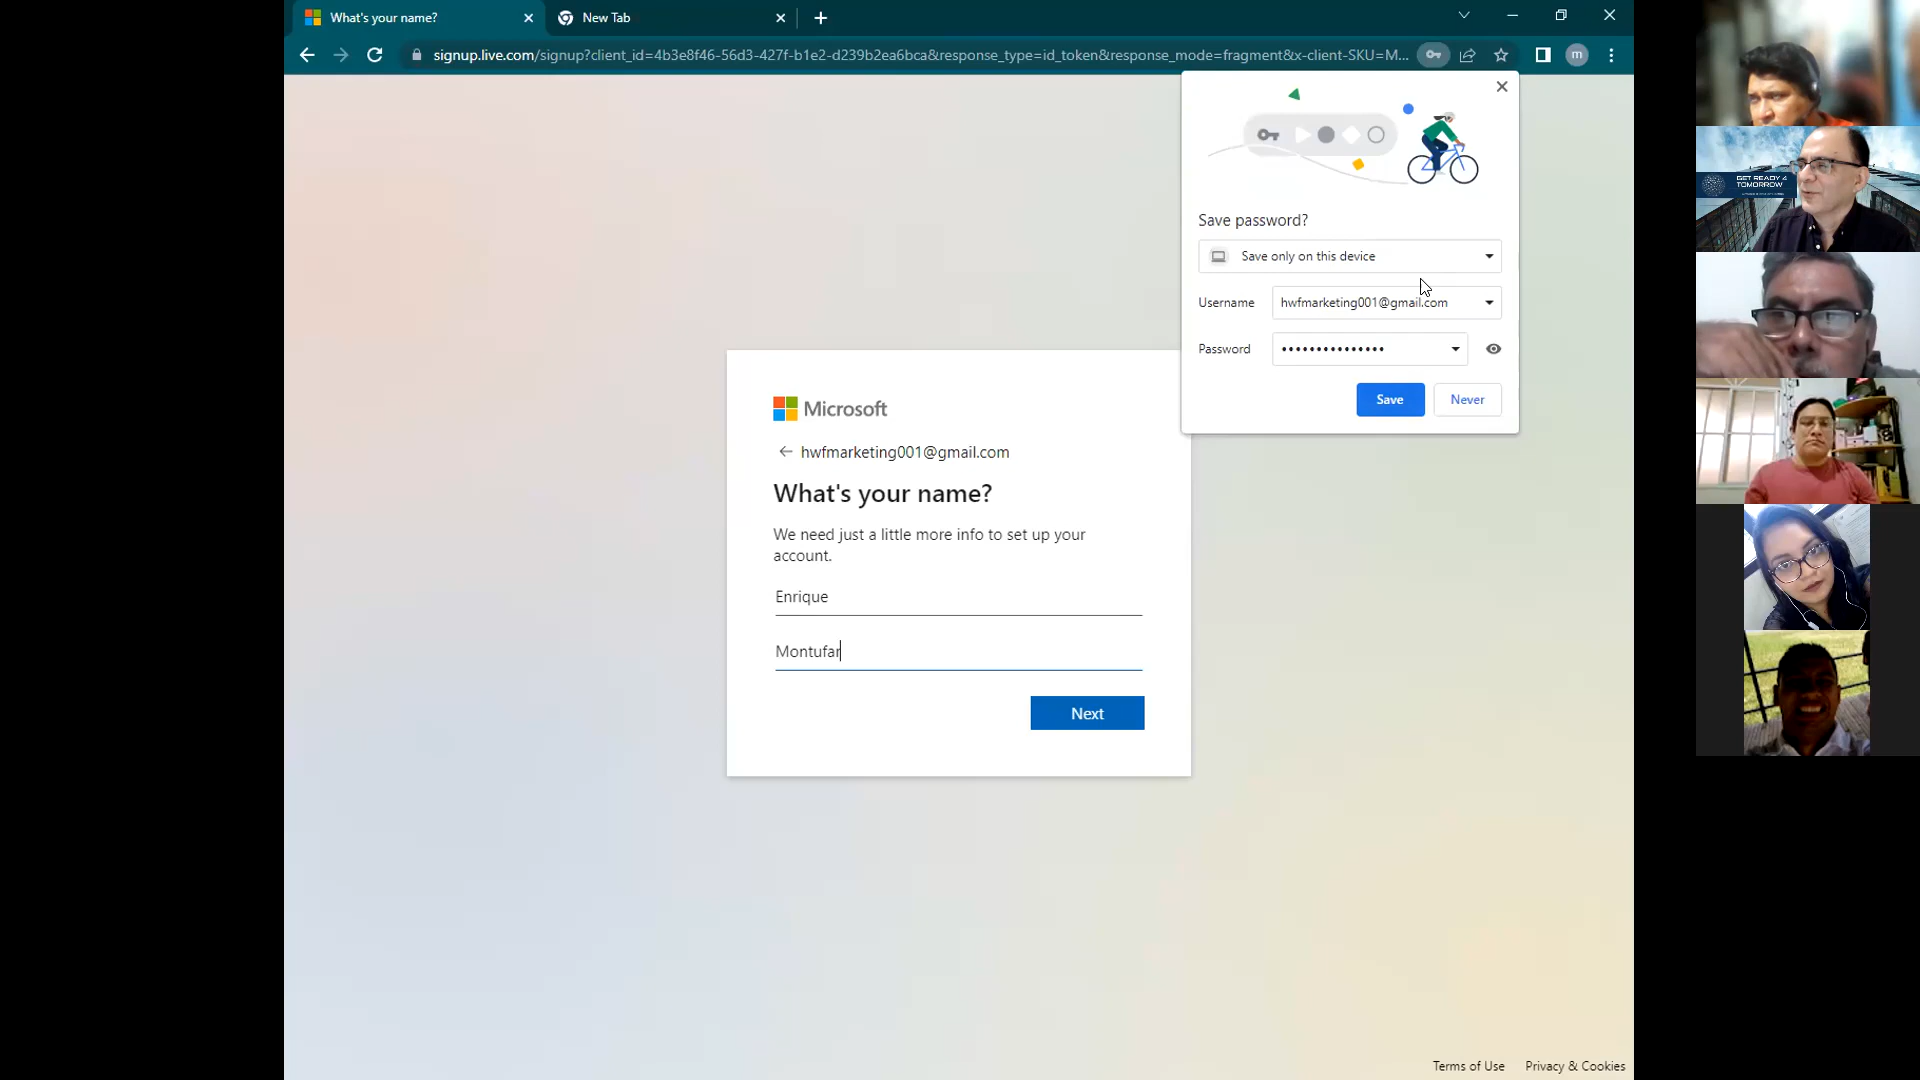 What's your name?
New Tab
signup.live.com/signup?client_id=4b3e8f46-56d3-427f-b1e2-d239b2ea6bca&response_type=id_token&response_mode=fragment&x-client-SKU=M...
m
Save password?
Save only on this device
Username
hwfmarketing001@gmail.com
Password
•••••••••••••••
Save
Never
Microsoft
hwfmarketing001@gmail.com
What's your name?
We need just a little more info to set up your
account.
Enrique
Montufar
Next
Terms of Use
Privacy & Cookies
GET READY 4
TOMORROW